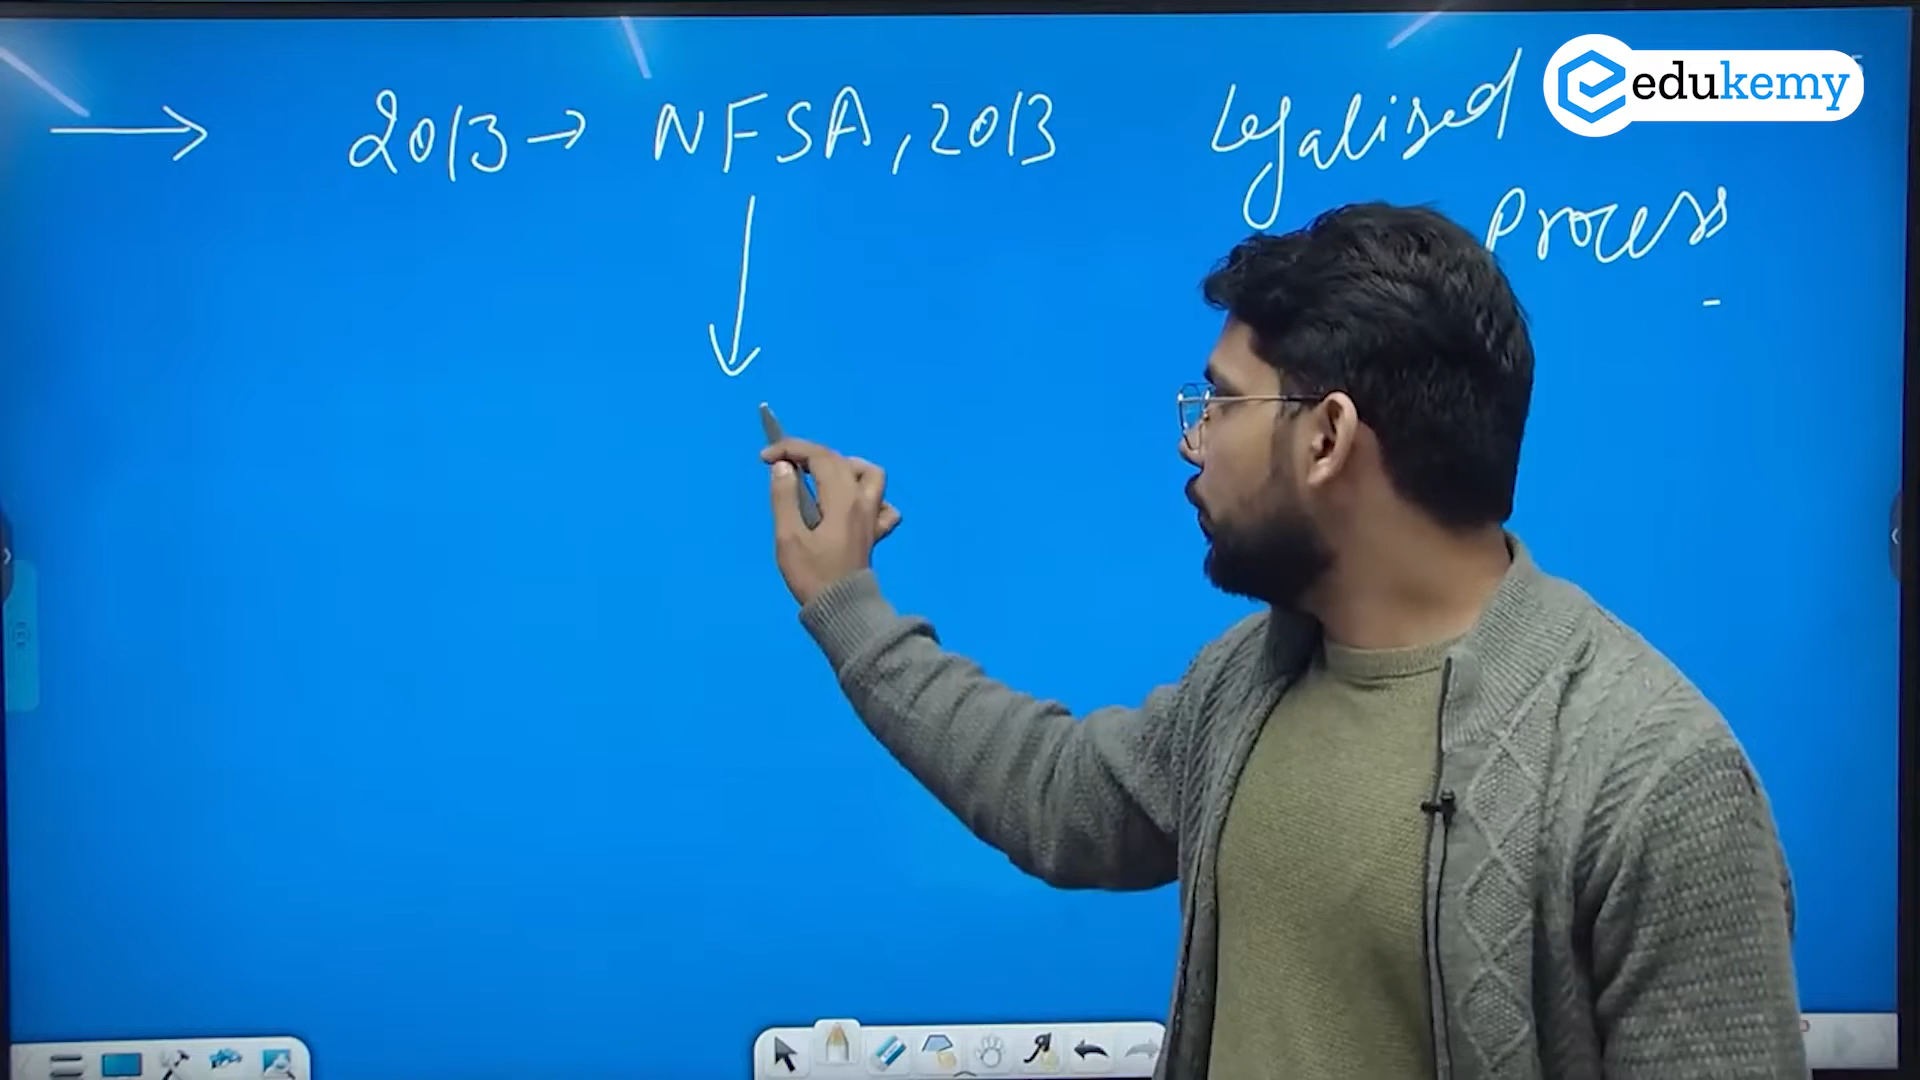 edukemy
2013 → NFSA, 2013 Legalised
Process